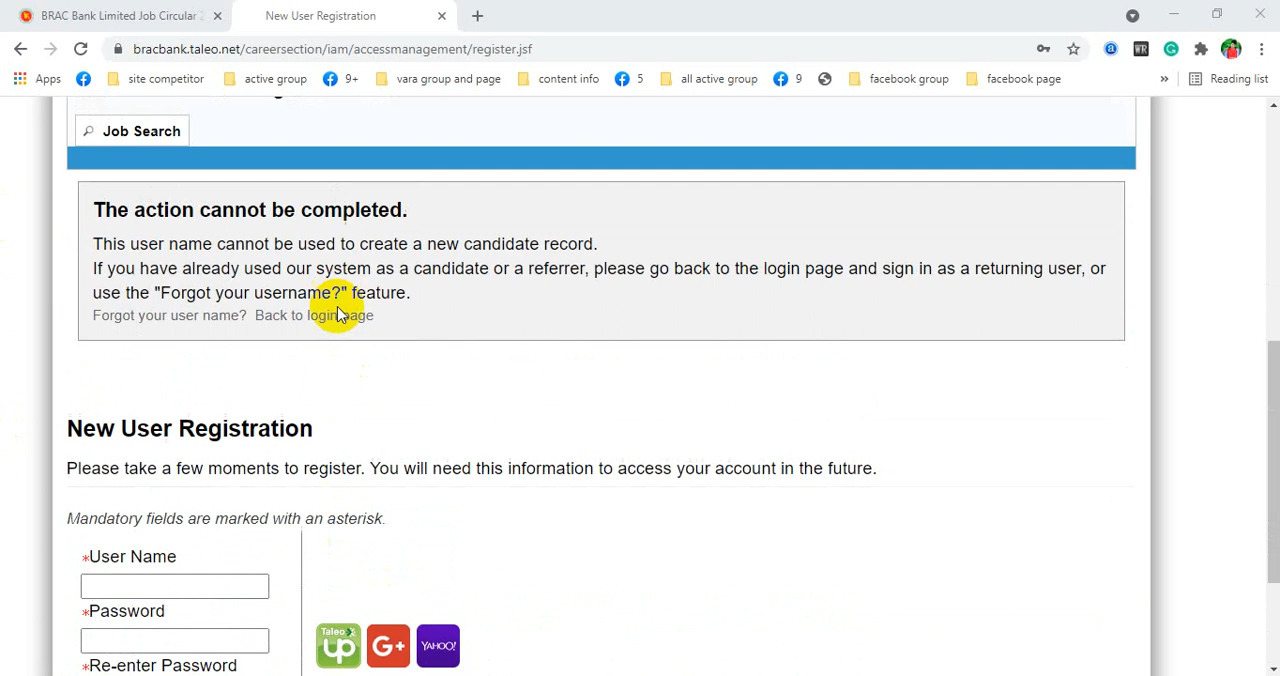 BRAC Bank Limited Job Circular
New User Registration
bracbank.taleo.net/careersection/iam/accessmanagement/register.jsf
Apps
site competitor
active group
9+
vara group and page
content info
5
all active group
9
facebook group
facebook page
»
Reading list
Job Search
The action cannot be completed.
This user name cannot be used to create a new candidate record.
If you have already used our system as a candidate or a referrer, please go back to the login page and sign in as a returning user, or
use the "Forgot your username?" feature.
Forgot your user name? Back to login page
New User Registration
Please take a few moments to register. You will need this information to access your account in the future.
Mandatory fields are marked with an asterisk.
*User Name
*Password
Taleo
up
G+
YAHOO!
*Re-enter Password